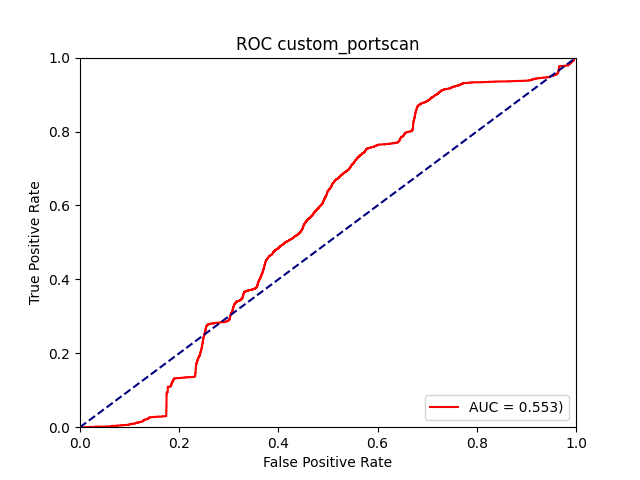 ROC custom_portscan
True Positive Rate
1.0
0.8
0.6
0.4
0.2
0.0
0.0 0.2 0.4 0.6 0.8 1.0
False Positive Rate
AUC = 0.553)